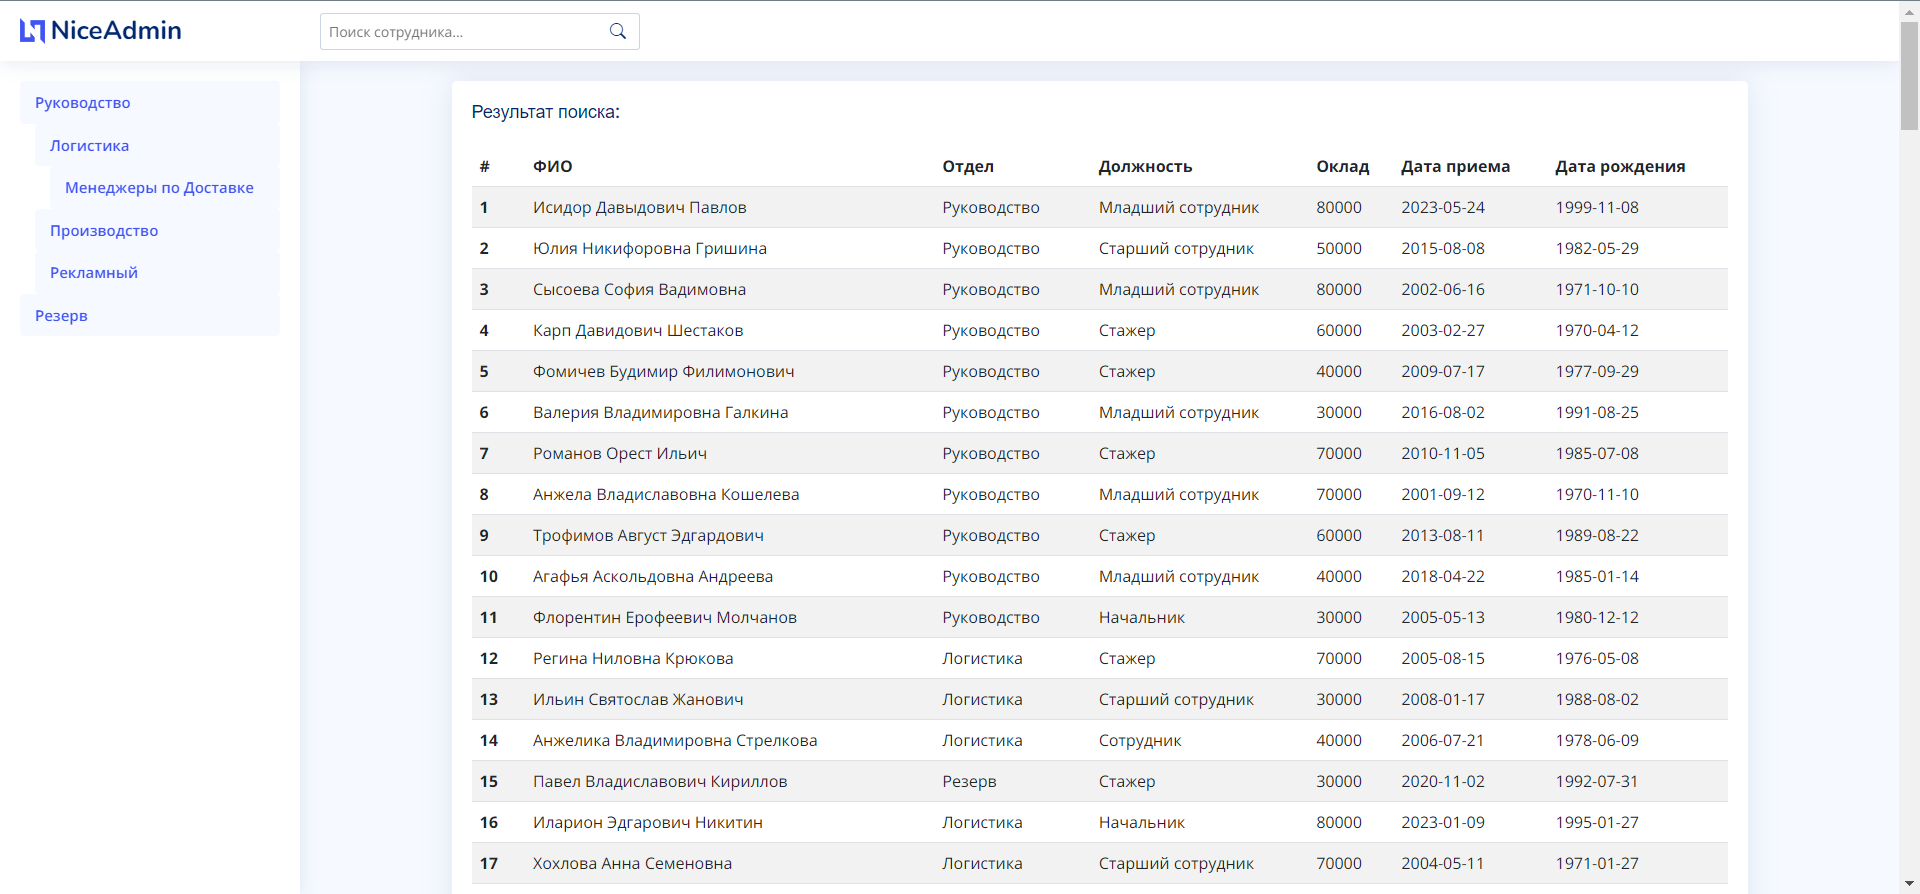 NiceAdmin
Поиск сотрудника...
Руководство
Логистика
Менеджеры по Доставке
Производство
Рекламный
Резерв
Результат поиска:
# ФИО Отдел Должность Оклад Дата приема Дата рождения
1 Исидор Давыдович Павлов Руководство Младший сотрудник 80000 2023-05-24 1999-11-08
2 Юлия Никифоровна Гришина Руководство Старший сотрудник 50000 2015-08-08 1982-05-29
3 Сысоева София Вадимовна Руководство Младший сотрудник 80000 2002-06-16 1971-10-10
4 Карп Давидович Шестаков Руководство Стажер 60000 2003-02-27 1970-04-12
5 Фомичев Будимир Филимонович Руководство Стажер 40000 2009-07-17 1977-09-29
6 Валерия Владимировна Галкина Руководство Младший сотрудник 30000 2016-08-02 1991-08-25
7 Романов Орест Ильич Руководство Стажер 70000 2010-11-05 1985-07-08
8 Анжела Владиславовна Кошелева Руководство Младший сотрудник 70000 2001-09-12 1970-11-10
9 Трофимов Август Эдгардович Руководство Стажер 60000 2013-08-11 1989-08-22
10 Агафья Аскольдовна Андреева Руководство Младший сотрудник 40000 2018-04-22 1985-01-14
11 Флорентин Ерофеевич Молчанов Руководство Начальник 30000 2005-05-13 1980-12-12
12 Регина Ниловна Крюкова Логистика Стажер 70000 2005-08-15 1976-05-08
13 Ильин Святослав Жанович Логистика Старший сотрудник 30000 2008-01-17 1988-08-02
14 Анжелика Владимировна Стрелкова Логистика Сотрудник 40000 2006-07-21 1978-06-09
15 Павел Владиславович Кириллов Резерв Стажер 30000 2020-11-02 1992-07-31
16 Иларион Эдгарович Никитин Логистика Начальник 80000 2023-01-09 1995-01-27
17 Хохлова Анна Семеновна Логистика Старший сотрудник 70000 2004-05-11 1971-01-27